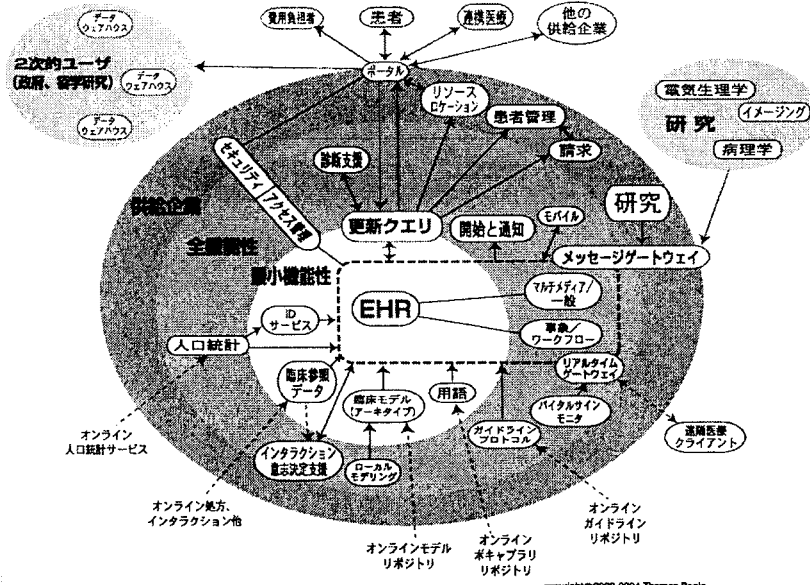 データ
ウェアハウス
費用負担者
患者
連携医療
他の
供給企業
2次的ユーザ
(政府、留学研究)
データ
ウェアハウス
データ
ウェアハウス
ポータル
リソース
ロケーション
患者管理
請求
電気生理学
イメージング
研究
病理学
セキュリティ/アクセス管理
診断支援
供給企業
全機能性
最小機能性
更新クエリ
開始と通知
モバイル
研究
メッセージゲートウェイ
EHR
マルチメディア/
一般
事象/
ワークフロー
iD
サービス
人口統計
リアルタイム
ゲートウェイ
臨床参照
データ
臨床モデル
(アーキタイプ)
用語
バイタルサイン
モニタ
ガイドライン
プロトコル
遠隔医療
クライアント
オンライン
人口統計サービス
インタラクション
意志決定支援
ローカル
モデリング
オンライン処方、
インタラクション他
オンライン
ガイドライン
リポジトリ
オンラインモデル
リポジトリ
オンライン
ボキャブラリ
リポジトリ